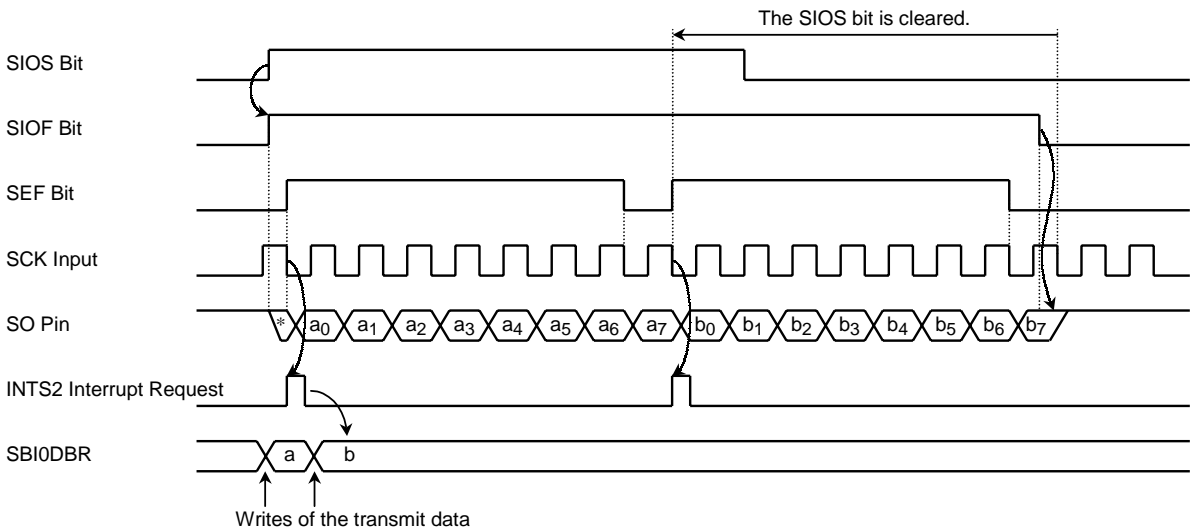 The SIOS bit is cleared.
SIOS Bit
SIOF Bit
SEF Bit
SCK Input
SO Pin
* a0 a1 a2 a3 a4 a5 a6 a7 b0 b1 b2 b3 b4 b5 b6 b7
INTS2 Interrupt Request
SBI0DBR
a b
Writes of the transmit data